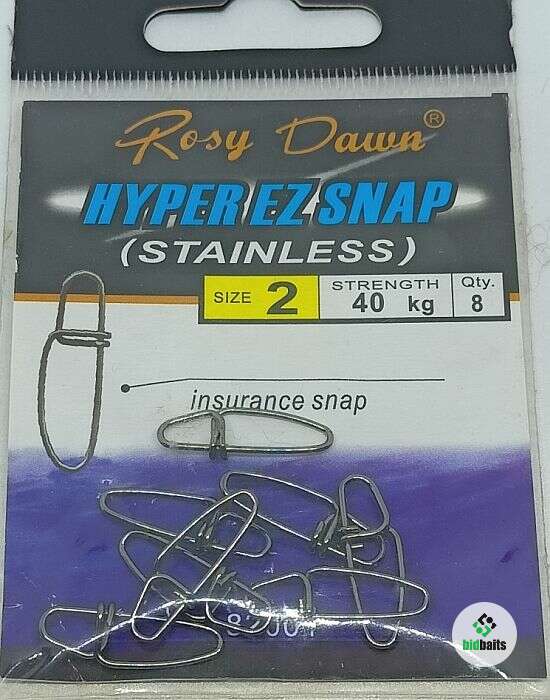 Rosy Dawn®
HYPER EZ SNAP
(STAINLESS)
SIZE 2
STRENGTH
40 kg
Qty.
8
insurance snap
bidbaits